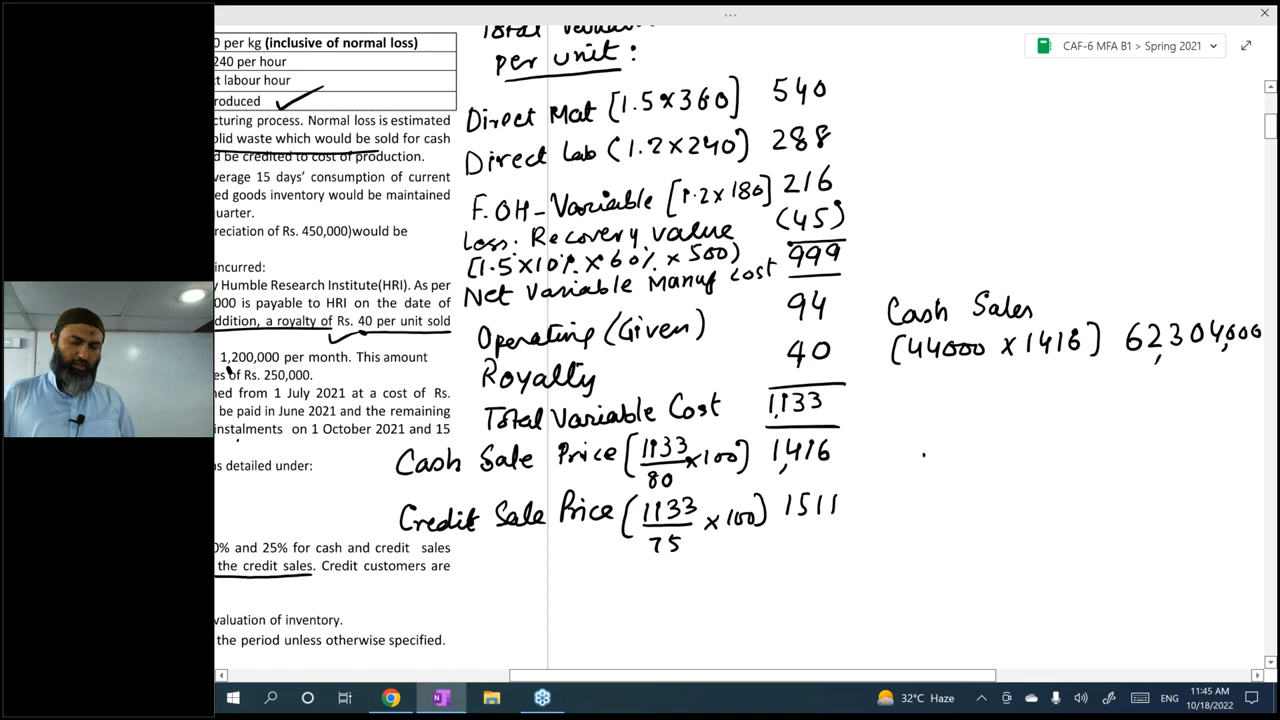 CAF-6 MFA B1 > Spring 2021
0 per kg (inclusive of normal loss)
240 per hour
ct labour hour
roduced
cturing process. Normal loss is estimated
olid waste which would be sold for cash
d be credited to cost of production.
verage 15 days' consumption of current
ed goods inventory would be maintained
uarter.
preciation of Rs. 450,000)would be
incurred:
y Humble Research Institute(HRI). As per
000 is payable to HRI on the date of
ddition, a royalty of Rs. 40 per unit sold
1,200,000 per month. This amount
es of Rs. 250,000.
ned from 1 July 2021 at a cost of Rs.
be paid in June 2021 and the remaining
instalments on 1 October 2021 and 15
as detailed under:
0% and 25% for cash and credit sales
the credit sales. Credit customers are
valuation of inventory.
the period unless otherwise specified.
per unit :
Direct Mat [1.5×360] 540
Direct Lab (1.2×240) 288
F.OH-Variable [1.2×180] 216
Less: Recovery value (45)
[1.5×10%×60%×500)
Net Variable Manuf cost 999
Operating (Given) 94
Royalty 40
Total Variable Cost 1,133
Cash Sale Price [1133/80 ×100) 1,416
Credit Sale Price (1133/75 ×100) 1511
Cash Sales
(44000 × 1416] 62,304,000
32°C Haze
ENG
11:45 AM
10/18/2022